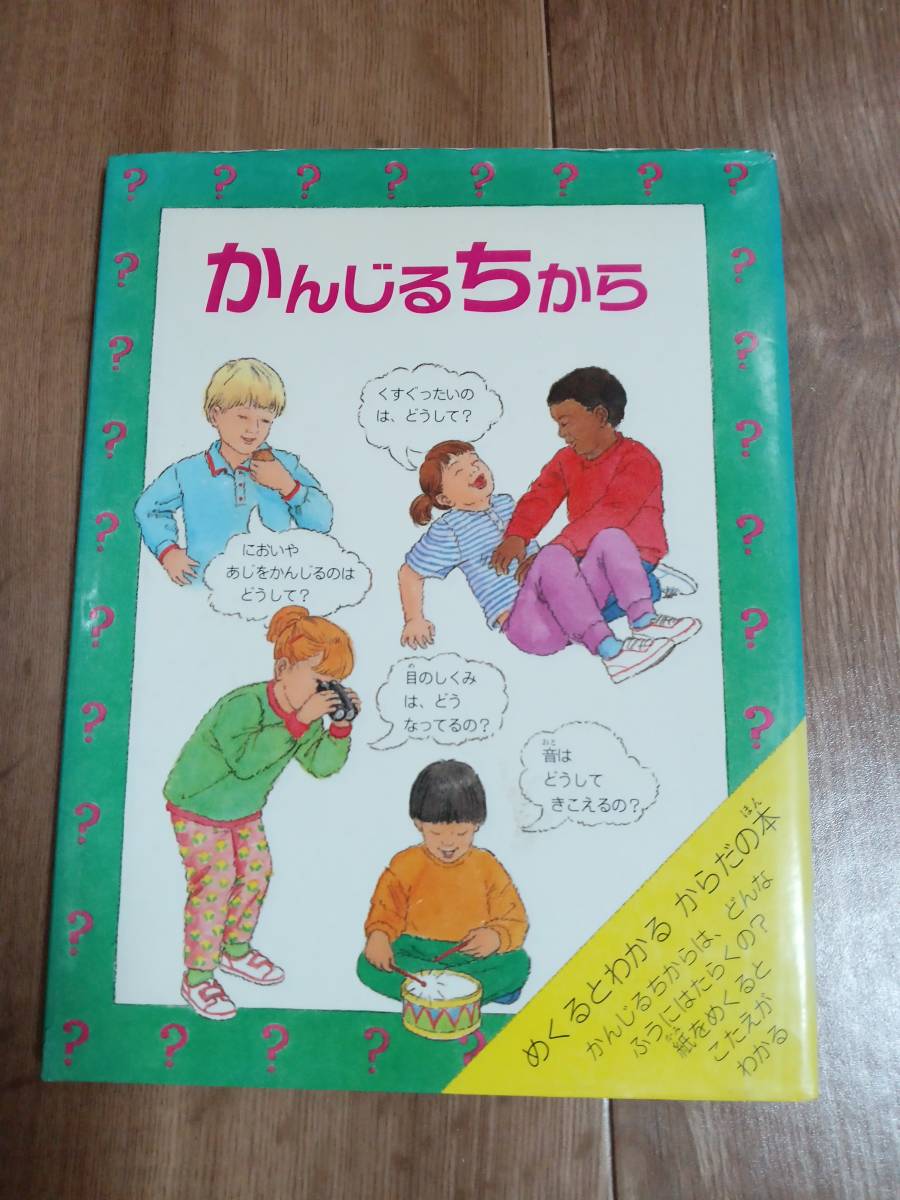 かんじるちから
くすぐったいの
は、どうして?
においや
あじをかんじるのは
どうして?
目のしくみ
は、どう
なってるの?
音は
どうして
きこえるの?
めくるとわかる からだの本
かんじるちからは、どんな
ふうにはたらくの?
紙をめくると
こたえが
わかる